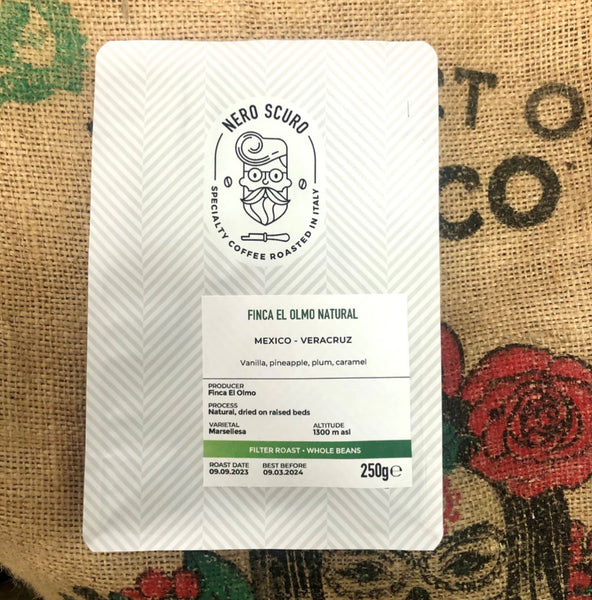 NERO SCURO
SPECIALTY COFFEE ROASTED IN ITALY
FINCA EL OLMO NATURAL
MEXICO - VERACRUZ
Vanilla, pineapple, plum, caramel
PRODUCER
Finca El Olmo
PROCESS
Natural, dried on raised beds
VARIETAL ALTITUDE
Marsellesa 1300 m asl
FILTER ROAST • WHOLE BEANS
ROAST DATE BEST BEFORE
09.09.2023 09.03.2024 250g℮
CT O
CO